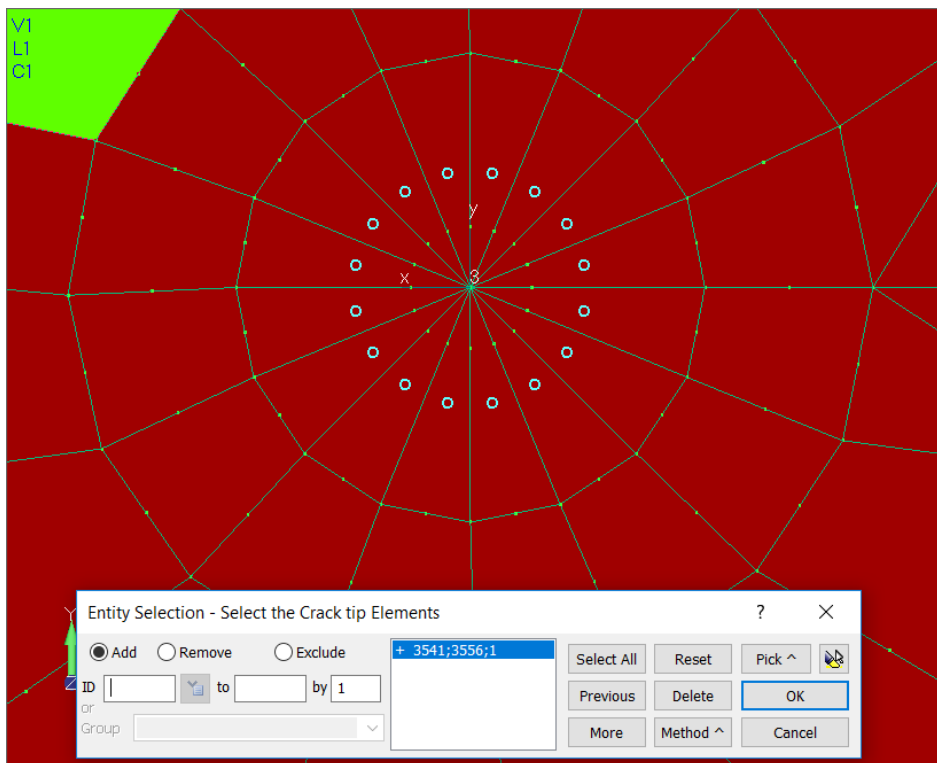 V1
L1
C1
y
3
x
Y
Z
Entity Selection - Select the Crack tip Elements ?
Add Remove Exclude
+ 3541;3556;1
Select All Reset Pick ^
ID to by 1
Previous Delete OK
or
Group
More Method ^ Cancel